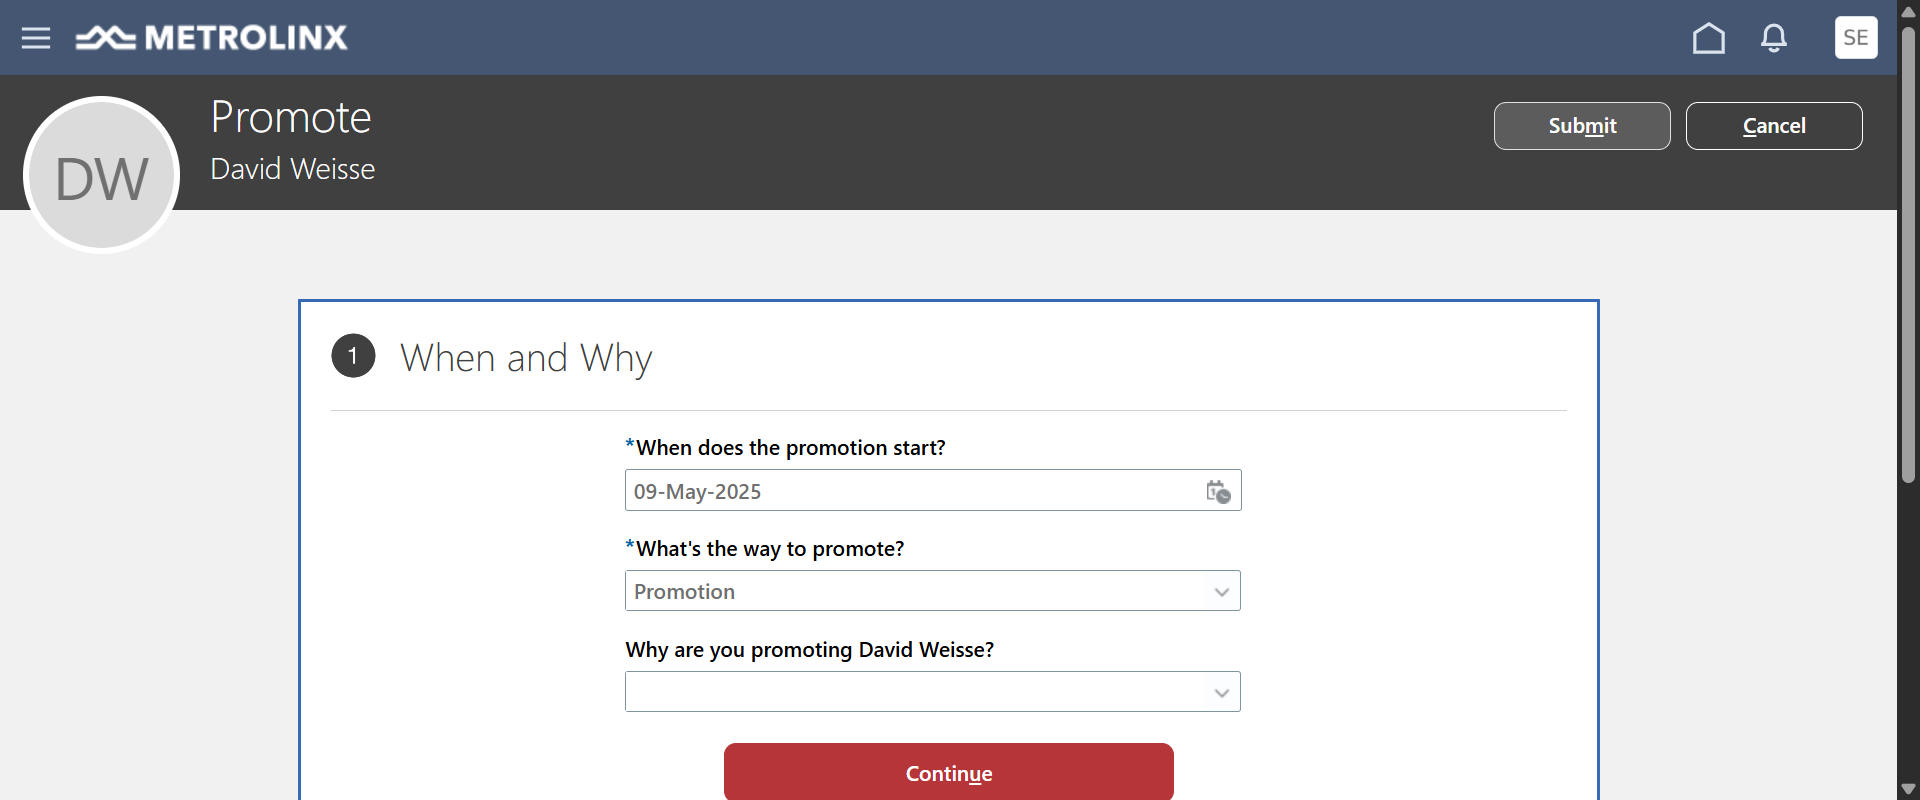 METROLINX
SE
DW
Promote
David Weisse
Submit
Cancel
1 When and Why
*When does the promotion start?
09-May-2025
*What's the way to promote?
Promotion
Why are you promoting David Weisse?
Continue